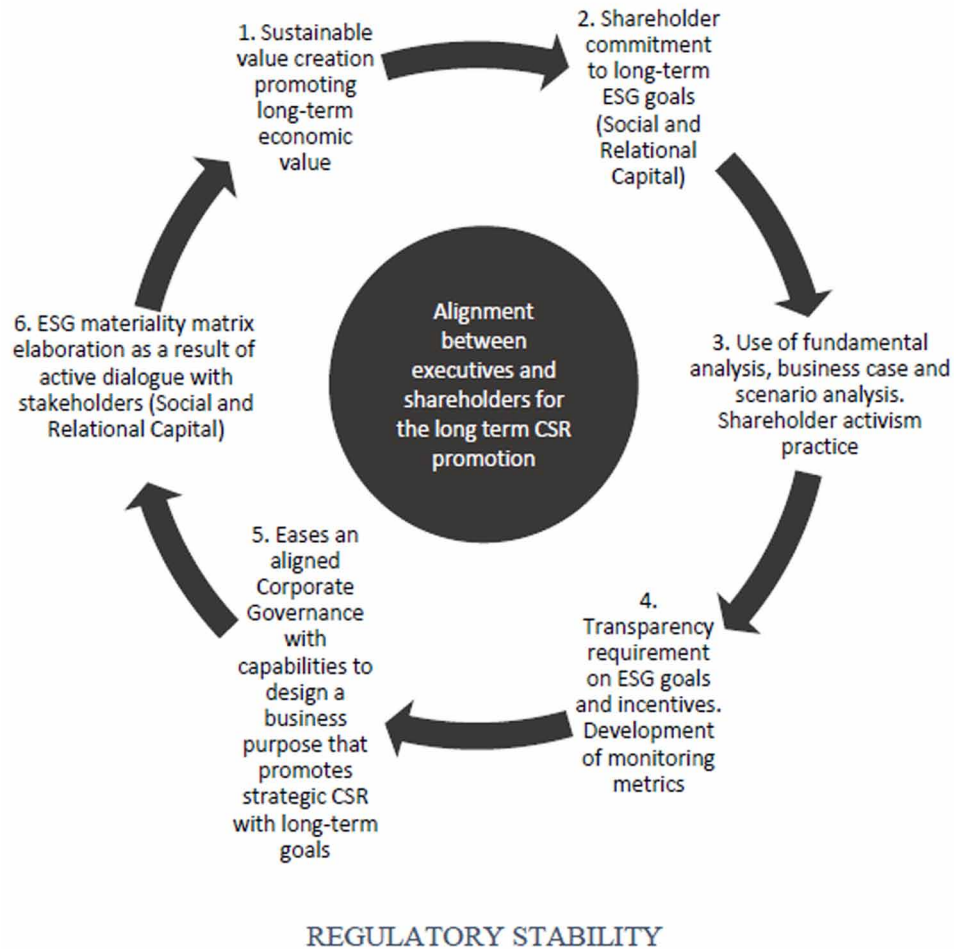 1. Sustainable
value creation
promoting
long-term
economic
value
2. Shareholder
commitment
to long-term
ESG goals
(Social and
Relational
Capital)
3. Use of fundamental
analysis, business case and
scenario analysis.
Shareholder activism
practice
4.
Transparency
requirement
on ESG goals
and incentives.
Development
of monitoring
metrics
5. Eases an
aligned
Corporate
Governance
with
capabilities to
design a
business
purpose that
promotes
strategic CSR
with long-term
goals
6. ESG materiality matrix
elaboration as a result of
active dialogue with
stakeholders (Social and
Relational Capital)
Alignment
between
executives and
shareholders for
the long term CSR
promotion
REGULATORY STABILITY